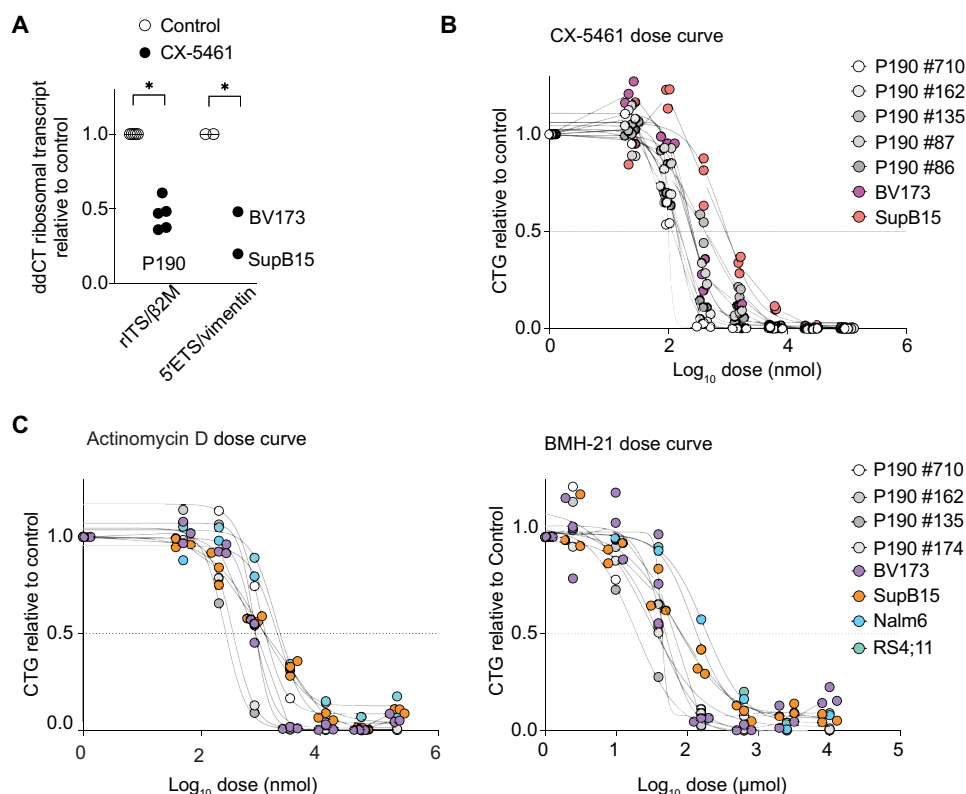 A
Control
CX-5461
*
*
ddCT ribosomal transcript
relative to control
1.0
0.5
0.0
P190
BV173
SupB15
rITS/β2M
5′ETS/vimentin
B
CX-5461 dose curve
CTG relative to control
1.0
0.5
0.0
0
2
4
6
Log10 dose (nmol)
P190 #710
P190 #162
P190 #135
P190 #87
P190 #86
BV173
SupB15
C
Actinomycin D dose curve
CTG relative to control
1.0
0.5
0.0
0
2
4
6
Log10 dose (nmol)
BMH-21 dose curve
CTG relative to Control
1.0
0.5
0.0
0
1
2
3
4
5
Log10 dose (µmol)
P190 #710
P190 #162
P190 #135
P190 #174
BV173
SupB15
Nalm6
RS4;11